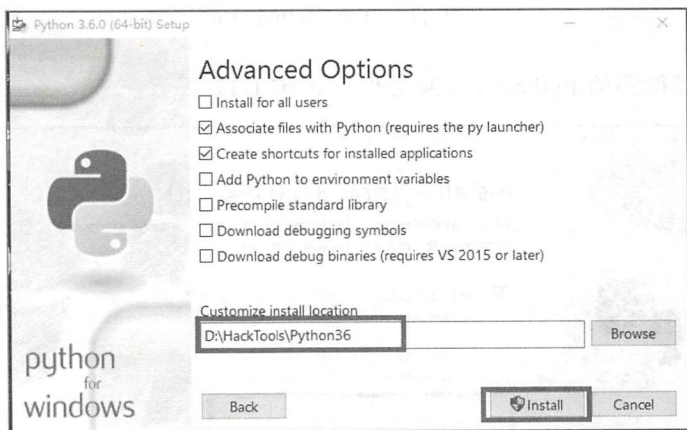 Python 3.6.0 (64-bit) Setup
Advanced Options
Install for all users
Associate files with Python (requires the py launcher)
Create shortcuts for installed applications
Add Python to environment variables
Precompile standard library
Download debugging symbols
Download debug binaries (requires VS 2015 or later)
Customize install location
D:\HackTools\Python36
Browse
python
for
windows
Back
Install
Cancel